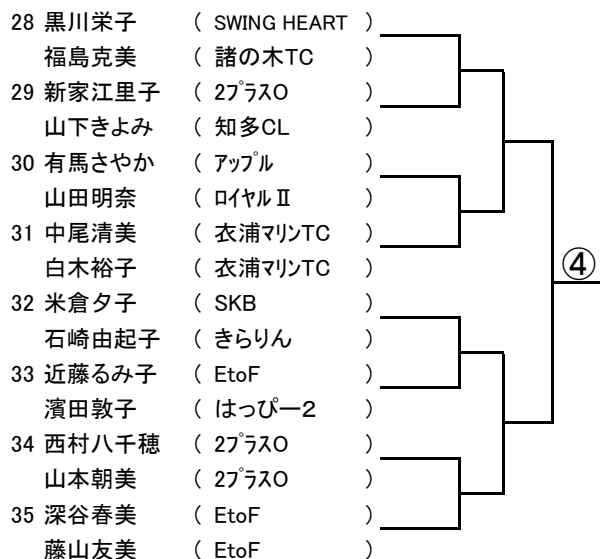 28 黒川栄子 ( SWING HEART )
福島克美 ( 諸の木TC )
29 新家江里子 ( 2プラスO )
山下きよみ ( 知多CL )
30 有馬さやか ( アップル )
山田明奈 ( ロイヤルⅡ )
31 中尾清美 ( 衣浦マリンTC )
白木裕子 ( 衣浦マリンTC )
④
32 米倉夕子 ( SKB )
石崎由起子 ( きらりん )
33 近藤るみ子 ( EtoF )
濱田敦子 ( はっぴー2 )
34 西村八千穂 ( 2プラスO )
山本朝美 ( 2プラスO )
35 深谷春美 ( EtoF )
藤山友美 ( EtoF )